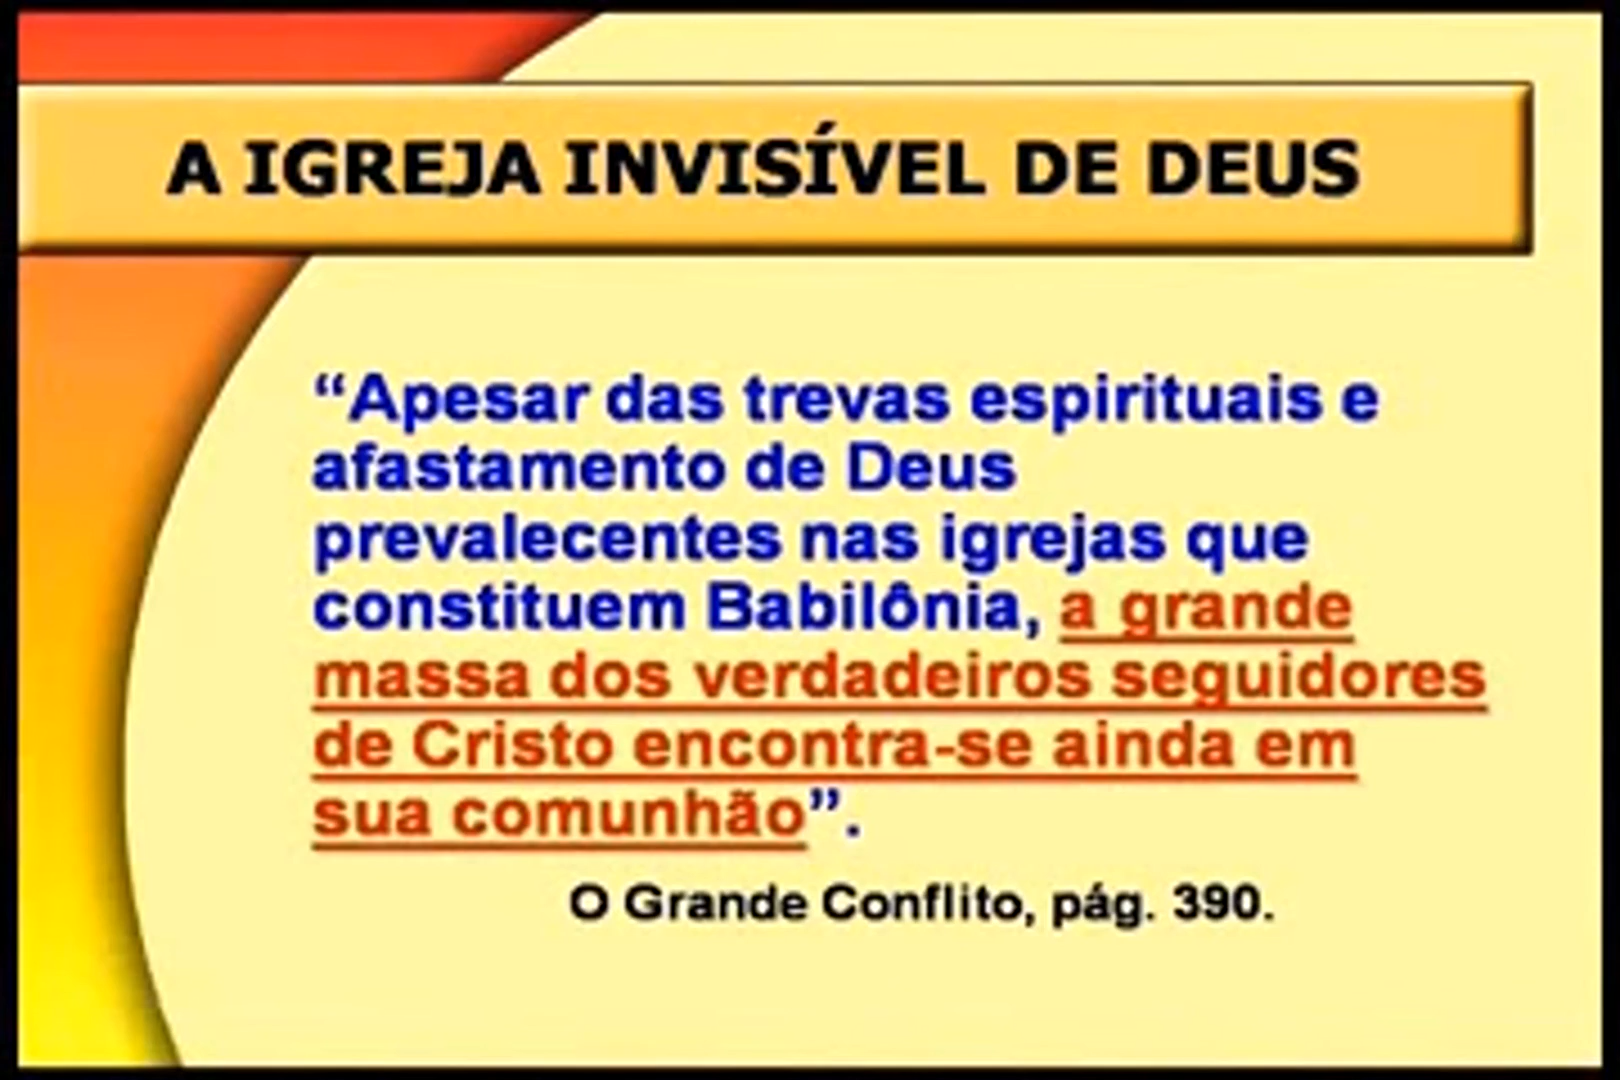 A IGREJA INVISÍVEL DE DEUS
“Apesar das trevas espirituais e
afastamento de Deus
prevalecentes nas igrejas que
constituem Babilônia, a grande
massa dos verdadeiros seguidores
de Cristo encontra-se ainda em
sua comunhão”.
O Grande Conflito, pág. 390.